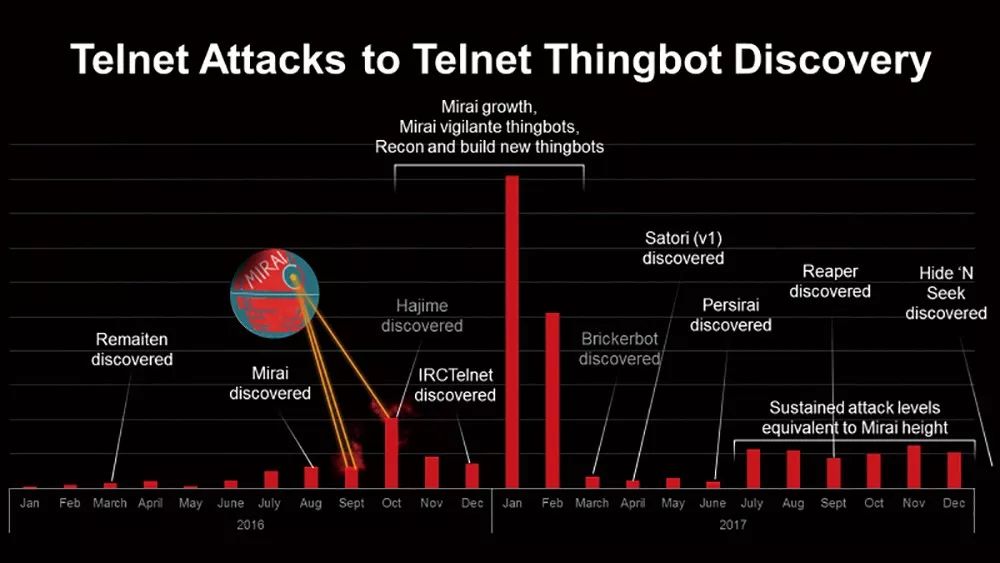 Telnet Attacks to Telnet Thingbot Discovery
Mirai growth,
Mirai vigilante thingbots,
Recon and build new thingbots
MIRAI
Remaiten
discovered
Mirai
discovered
Hajime
discovered
IRCTelnet
discovered
Brickerbot
discovered
Satori (v1)
discovered
Persirai
discovered
Reaper
discovered
Hide ‘N
Seek
discovered
Sustained attack levels
equivalent to Mirai height
Jan Feb March April May June July Aug Sept Oct Nov Dec Jan Feb March April May June July Aug Sept Oct Nov Dec
2016 2017